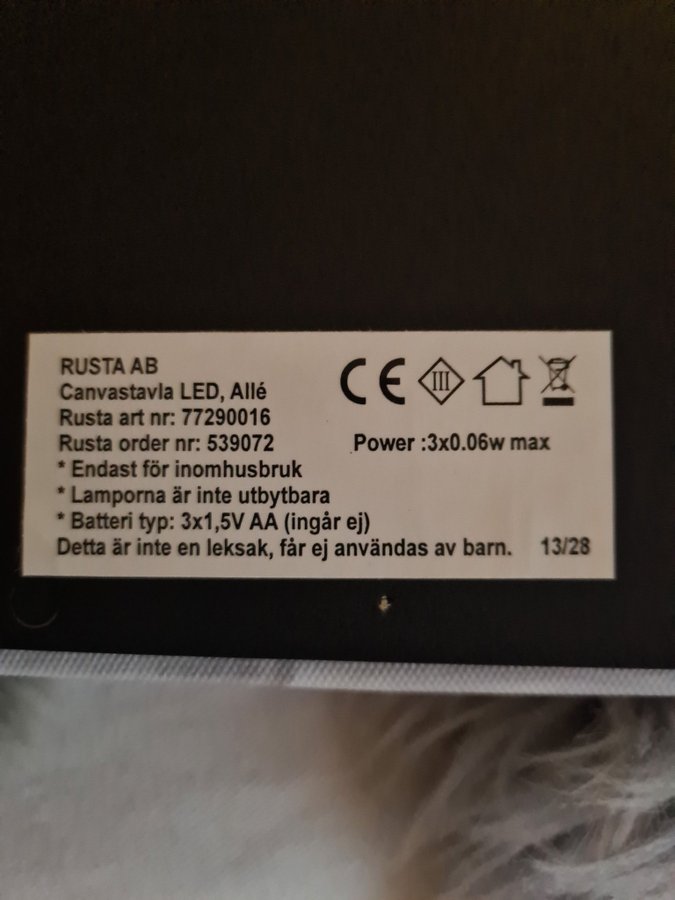 RUSTA AB
Canvastavla LED, Allé
Rusta art nr: 77290016
Rusta order nr: 539072
* Endast för inomhusbruk
* Lamporna är inte utbytbara
* Batteri typ: 3x1,5V AA (ingår ej)
Detta är inte en leksak, får ej användas av barn.
CE
III
Power :3x0.06w max
13/28